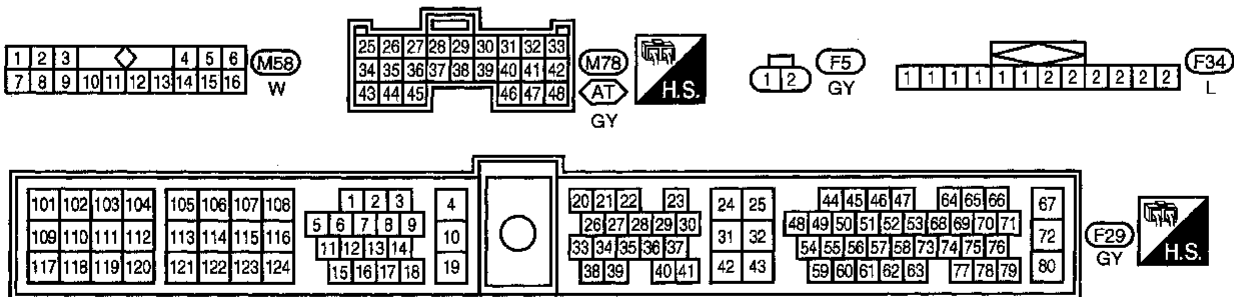 1 2 3 4 5 6
7 8 9 10 11 12 13 14 15 16
M58
W
25 26 27 28 29 30 31 32 33
34 35 36 37 38 39 40 41 42
43 44 45 46 47 48
M78
AT
GY
H.S.
1 2
F5
GY
1 1 1 1 1 1 2 2 2 2 2 2
F34
L
101 102 103 104 105 106 107 108 1 2 3 4
109 110 111 112 113 114 115 116 5 6 7 8 9 10
117 118 119 120 121 122 123 124 11 12 13 14 19
15 16 17 18
20 21 22 23 24 25
26 27 28 29 30
31 32
33 34 35 36 37
38 39 40 41 42 43
44 45 46 47 64 65 66 67
48 49 50 51 52 53 68 69 70 71
72
54 55 56 57 58 73 74 75 76
59 60 61 62 63 77 78 79 80
F29
GY
H.S.